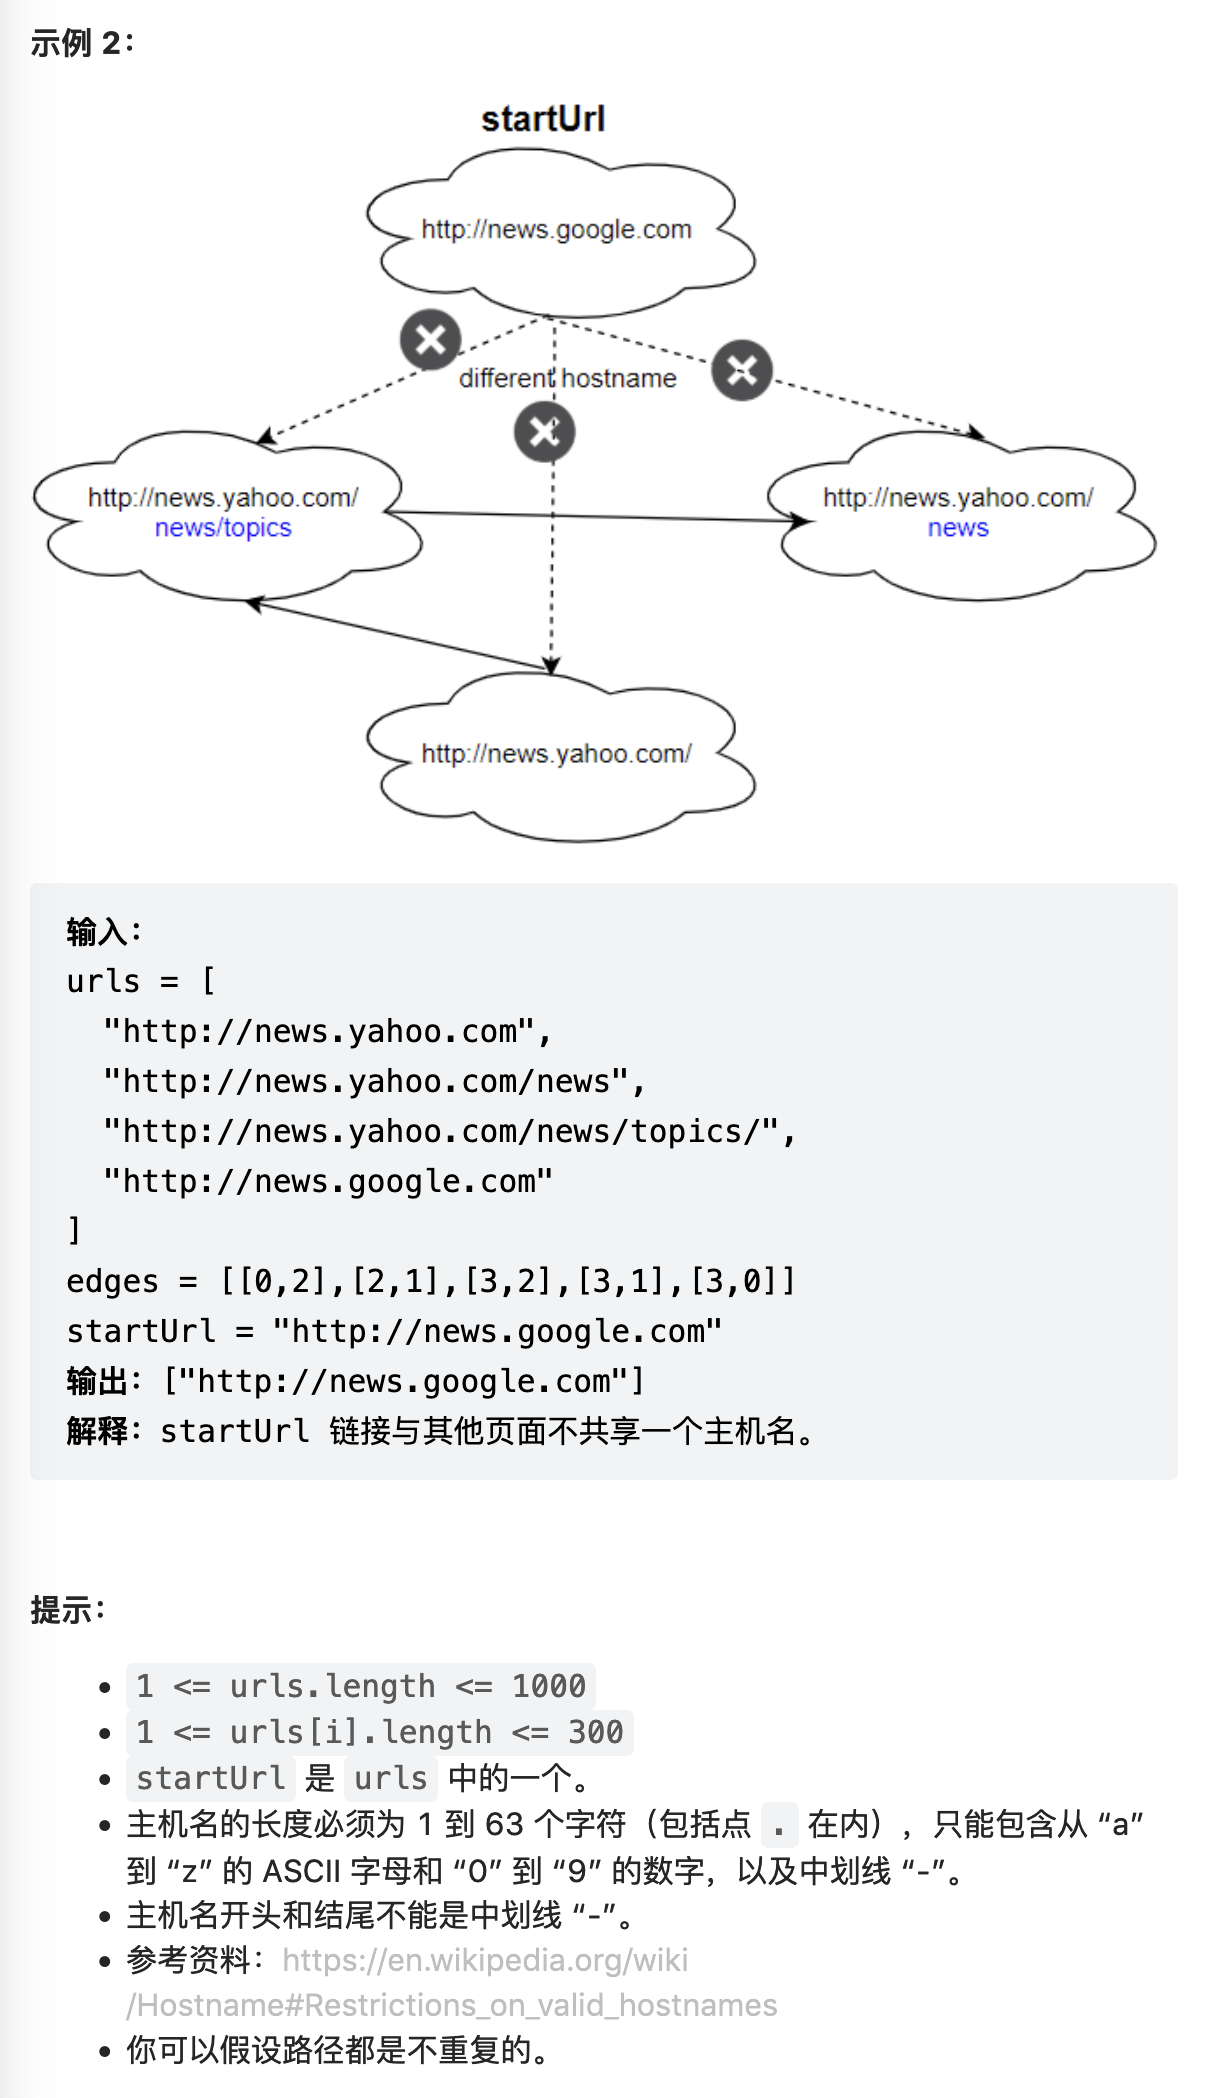 示例 2：
startUrl
http://news.google.com
different hostname
http://news.yahoo.com/
news/topics
http://news.yahoo.com/
news
http://news.yahoo.com/
输入：
urls = [
  "http://news.yahoo.com",
  "http://news.yahoo.com/news",
  "http://news.yahoo.com/news/topics/",
  "http://news.google.com"
]
edges = [[0,2],[2,1],[3,2],[3,1],[3,0]]
startUrl = "http://news.google.com"
输出：["http://news.google.com"]
解释：startUrl 链接与其他页面不共享一个主机名。
提示：
• 1 <= urls.length <= 1000
• 1 <= urls[i].length <= 300
• startUrl 是 urls 中的一个。
• 主机名的长度必须为 1 到 63 个字符（包括点 . 在内），只能包含从 “a”
到 “z” 的 ASCII 字母和 “0” 到 “9” 的数字，以及中划线 “-”。
• 主机名开头和结尾不能是中划线 “-”。
• 参考资料：https://en.wikipedia.org/wiki
/Hostname#Restrictions_on_valid_hostnames
• 你可以假设路径都是不重复的。